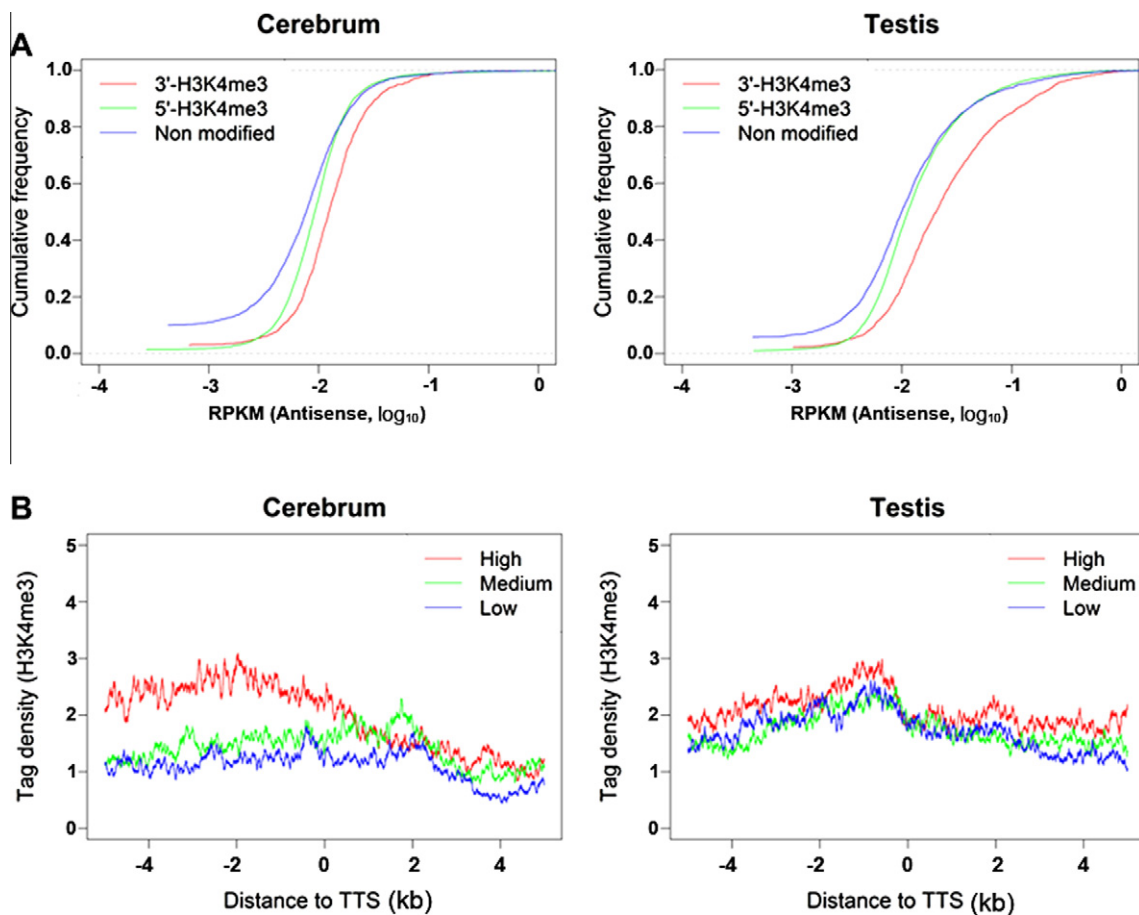 A
Cerebrum
3'-H3K4me3
5'-H3K4me3
Non modified
Cumulative frequency
1.0
0.8
0.6
0.4
0.2
0.0
-4 -3 -2 -1 0
RPKM (Antisense, log₁₀)
Testis
3'-H3K4me3
5'-H3K4me3
Non modified
Cumulative frequency
1.0
0.8
0.6
0.4
0.2
0.0
-4 -3 -2 -1 0
RPKM (Antisense, log₁₀)
B
Cerebrum
High
Medium
Low
Tag density (H3K4me3)
5
4
3
2
1
0
-4 -2 0 2 4
Distance to TTS (kb)
Testis
High
Medium
Low
Tag density (H3K4me3)
5
4
3
2
1
0
-4 -2 0 2 4
Distance to TTS (kb)